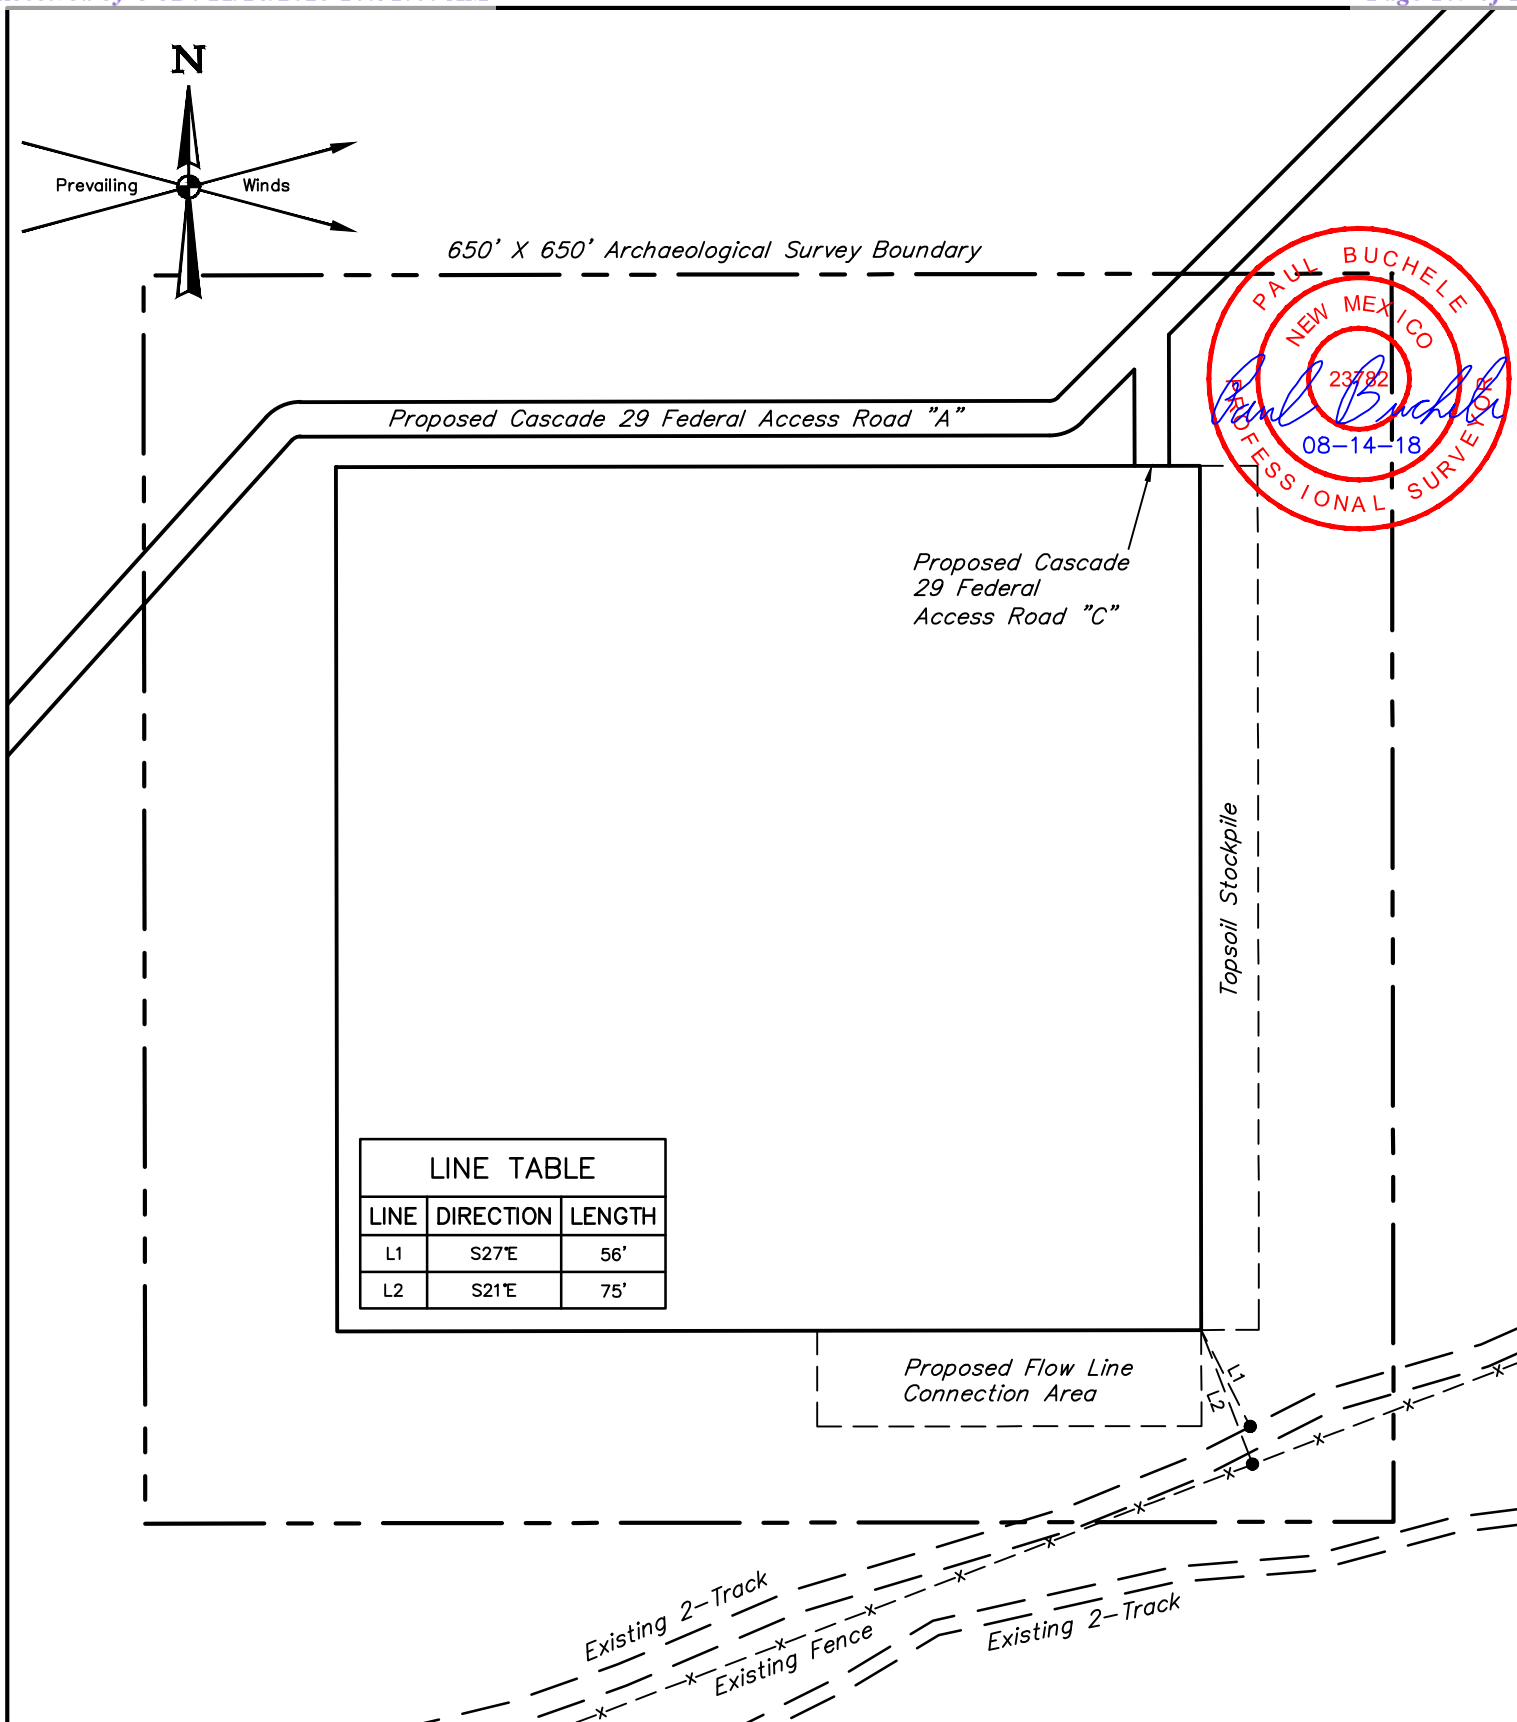 N
Prevailing Winds
650' X 650' Archaeological Survey Boundary
PAUL BUCHELE
NEW MEXICO
23782
Paul Buchele
08-14-18
PROFESSIONAL SURVEYOR
Proposed Cascade 29 Federal Access Road "A"
Proposed Cascade
29 Federal
Access Road "C"
Topsoil Stockpile
LINE TABLE
LINE DIRECTION LENGTH
L1 S27°E 56'
L2 S21°E 75'
Proposed Flow Line
Connection Area
L1
L2
Existing 2-Track
Existing Fence
Existing 2-Track